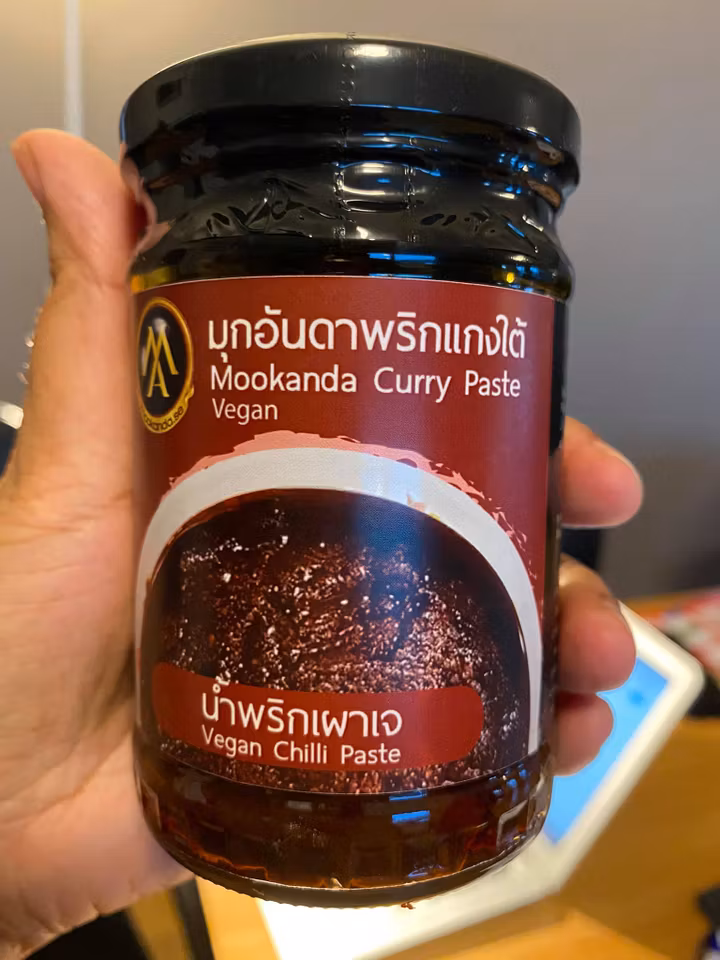 มุกอันดาพริกแกงใต้
Mookanda Curry Paste
Vegan
MA
น้ำพริกเผาเจ
Vegan Chilli Paste